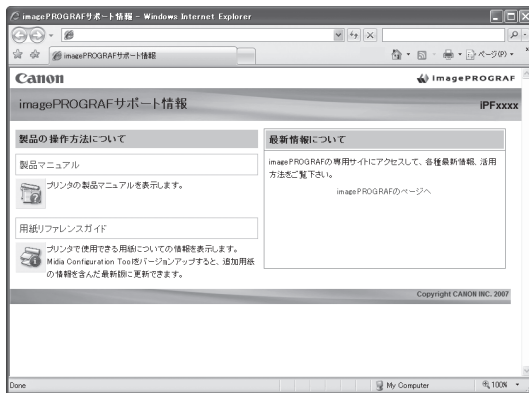 imagePROGRAFサポート情報 - Windows Internet Explorer
imagePROGRAFサポート情報
ページ(P)
Canon
imagePROGRAF
imagePROGRAFサポート情報
iPFxxxx
製品の操作方法について
製品マニュアル
プリンタの製品マニュアルを表示します。
用紙リファレンスガイド
プリンタで使用できる用紙についての情報を表示します。
Midia Configuration Toolをバージョンアップすると、追加用紙
の情報を含んだ最新版に更新できます。
最新情報について
imagePROGRAFの専用サイトにアクセスして、各種最新情報、活用
方法をご覧下さい。
imagePROGRAFのページへ
Copyright CANON INC. 2007
Done
My Computer
100%